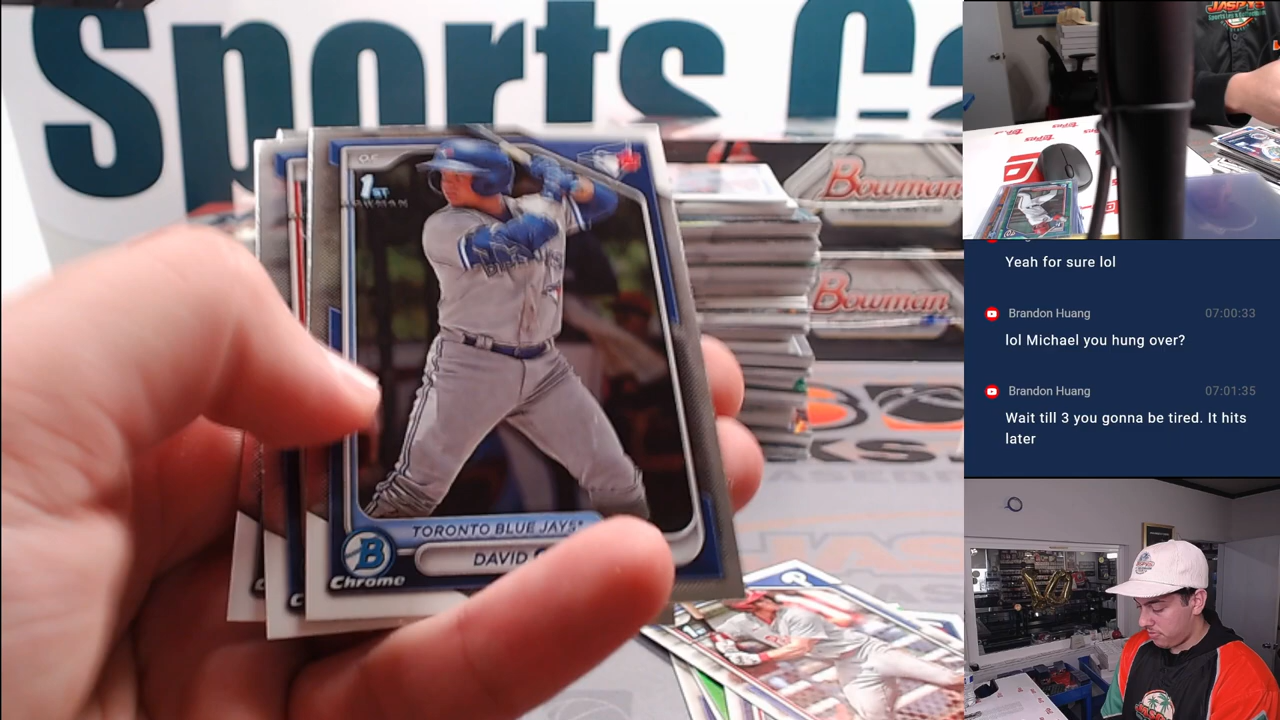 Sports Ca
Bowman
Bowman
1ST
BOWMAN
TORONTO BLUE JAYS
DAVID
B
Chrome
JASPY'S
Yeah for sure lol
Brandon Huang 07:00:33
lol Michael you hung over?
Brandon Huang 07:01:35
Wait till 3 you gonna be tired. It hits
later